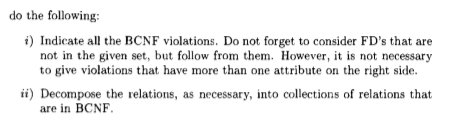 do the following:
i) Indicate all the BCNF violations. Do not forget to consider FD's that are
not in the given set, but follow from them. However, it is not necessary
to give violations that have more than one attribute on the right side.
ii) Decompose the relations, as necessary, into collections of relations that
are in BCNF.